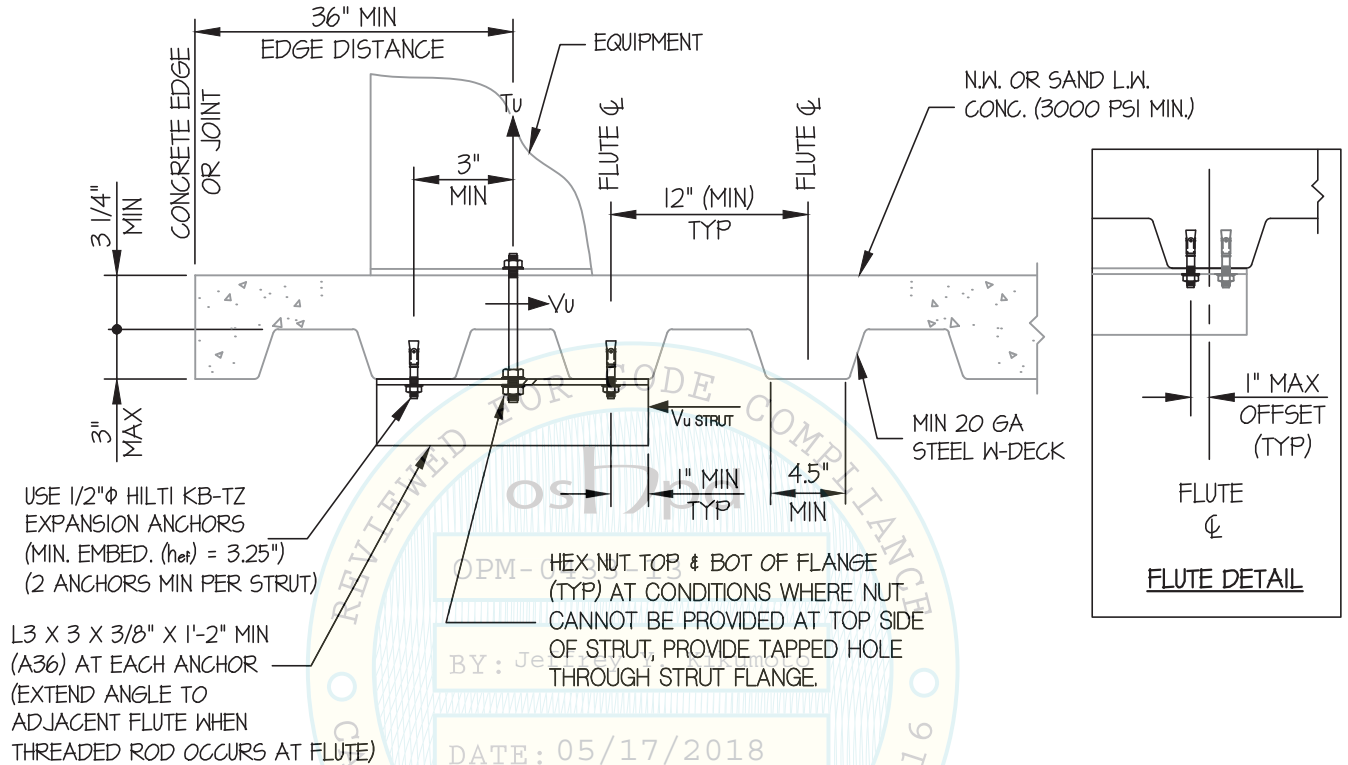 36" MIN
EDGE DISTANCE
EQUIPMENT
CONCRETE EDGE
OR JOINT
Tu
FLUTE ℄
FLUTE ℄
N.W. OR SAND L.W.
CONC. (3000 PSI MIN.)
3"
MIN
12" (MIN)
TYP
3 1/4"
MIN
Vu
3"
MAX
Vu STRUT
1" MIN
TYP
4.5"
MIN
MIN 20 GA
STEEL W-DECK
1" MAX
OFFSET
(TYP)
FLUTE
℄
FLUTE DETAIL
USE 1/2"Φ HILTI KB-TZ
EXPANSION ANCHORS
(MIN. EMBED. (hef) = 3.25")
(2 ANCHORS MIN PER STRUT)
HEX NUT TOP & BOT OF FLANGE
(TYP) AT CONDITIONS WHERE NUT
CANNOT BE PROVIDED AT TOP SIDE
OF STRUT, PROVIDE TAPPED HOLE
THROUGH STRUT FLANGE.
L3 X 3 X 3/8" X 1'-2" MIN
(A36) AT EACH ANCHOR
(EXTEND ANGLE TO
ADJACENT FLUTE WHEN
THREADED ROD OCCURS AT FLUTE)
REVIEWED FOR CODE COMPLIANCE
oshpd
OPM-0433-13
BY: Jeffrey Y. Kikumoto
DATE: 05/17/2018
16